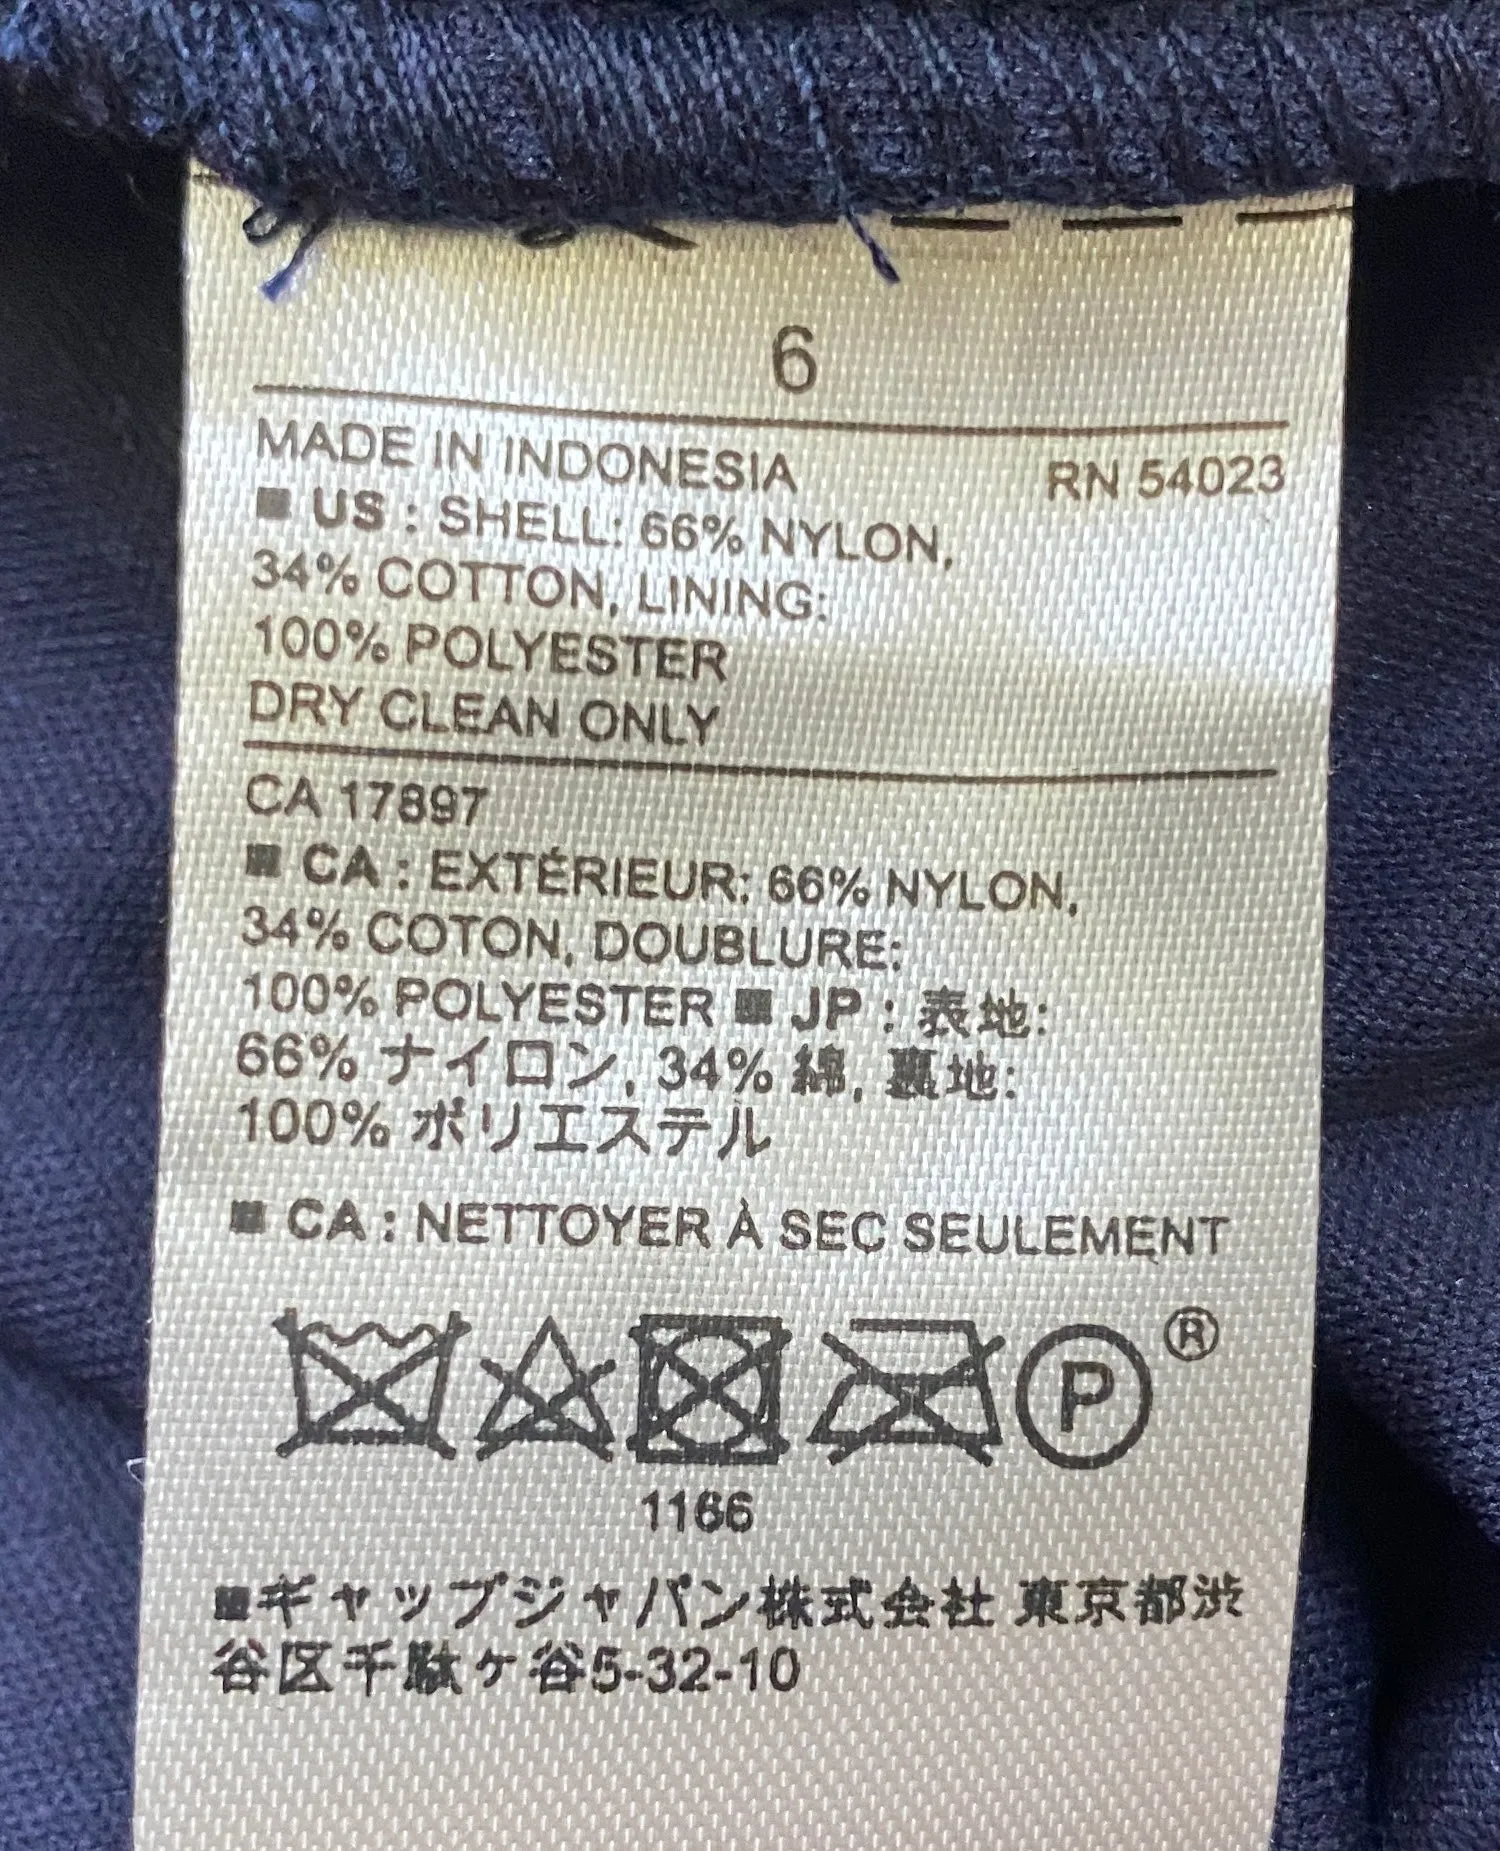 6
MADE IN INDONESIA RN 54023
■ US : SHELL: 66% NYLON,
34% COTTON, LINING:
100% POLYESTER
DRY CLEAN ONLY
CA 17897
■ CA : EXTÉRIEUR: 66% NYLON,
34% COTON, DOUBLURE:
100% POLYESTER ■ JP : 表地:
66% ナイロン, 34% 綿, 裏地:
100% ポリエステル
■ CA : NETTOYER À SEC SEULEMENT
P ®
1166
■ギャップジャパン株式会社 東京都渋
谷区千駄ヶ谷5-32-10